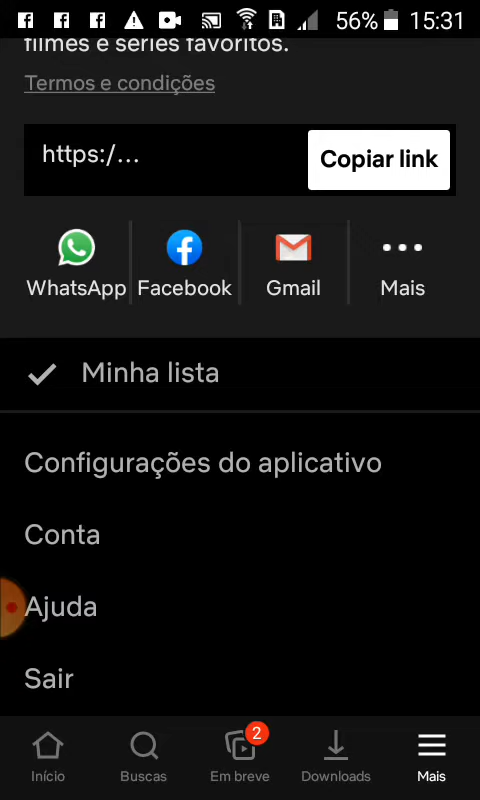 56% 15:31
filmes e séries favoritos.
Termos e condições
https:/...
Copiar link
WhatsApp Facebook Gmail Mais
Minha lista
Configurações do aplicativo
Conta
Ajuda
Sair
2
Início Buscas Em breve Downloads Mais